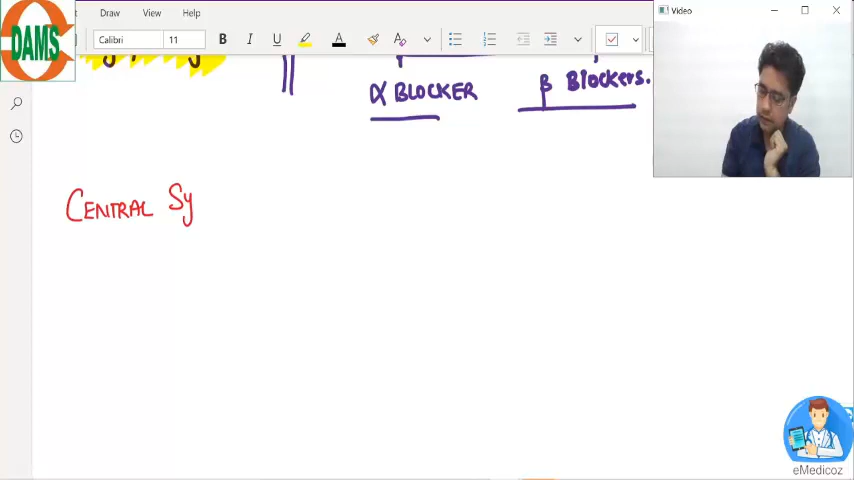 DAMS
Draw View Help
Video
Calibri 11 B I U A
α BLOCKER β Blockers.
CENTRAL Sy
eMedicoz